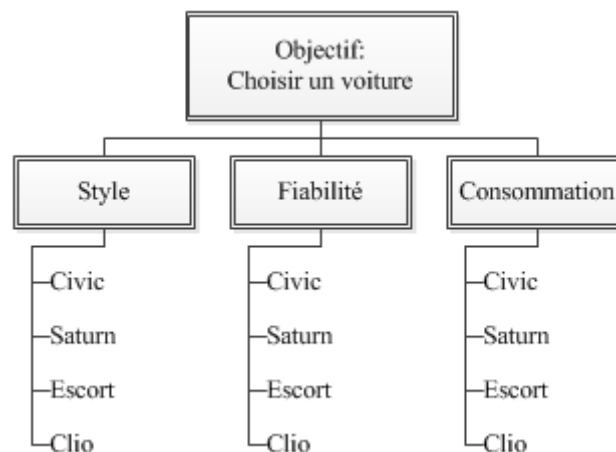 Objectif:
Choisir un voiture
Style
Fiabilité
Consommation
Civic
Saturn
Escort
Clio
Civic
Saturn
Escort
Clio
Civic
Saturn
Escort
Clio